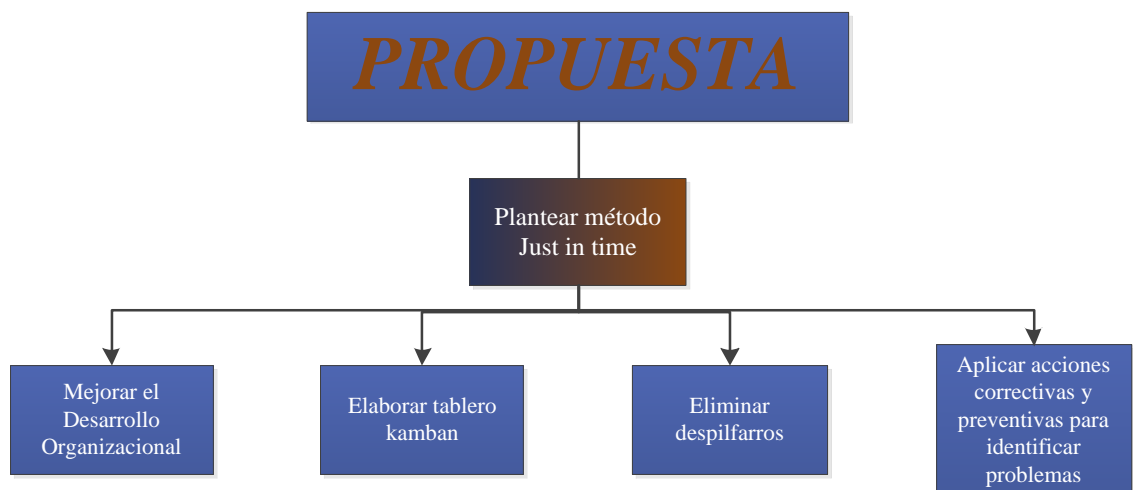 PROPUESTA
Plantear método
Just in time
Mejorar el
Desarrollo
Organizacional
Elaborar tablero
kamban
Eliminar
despilfarros
Aplicar acciones
correctivas y
preventivas para
identificar
problemas